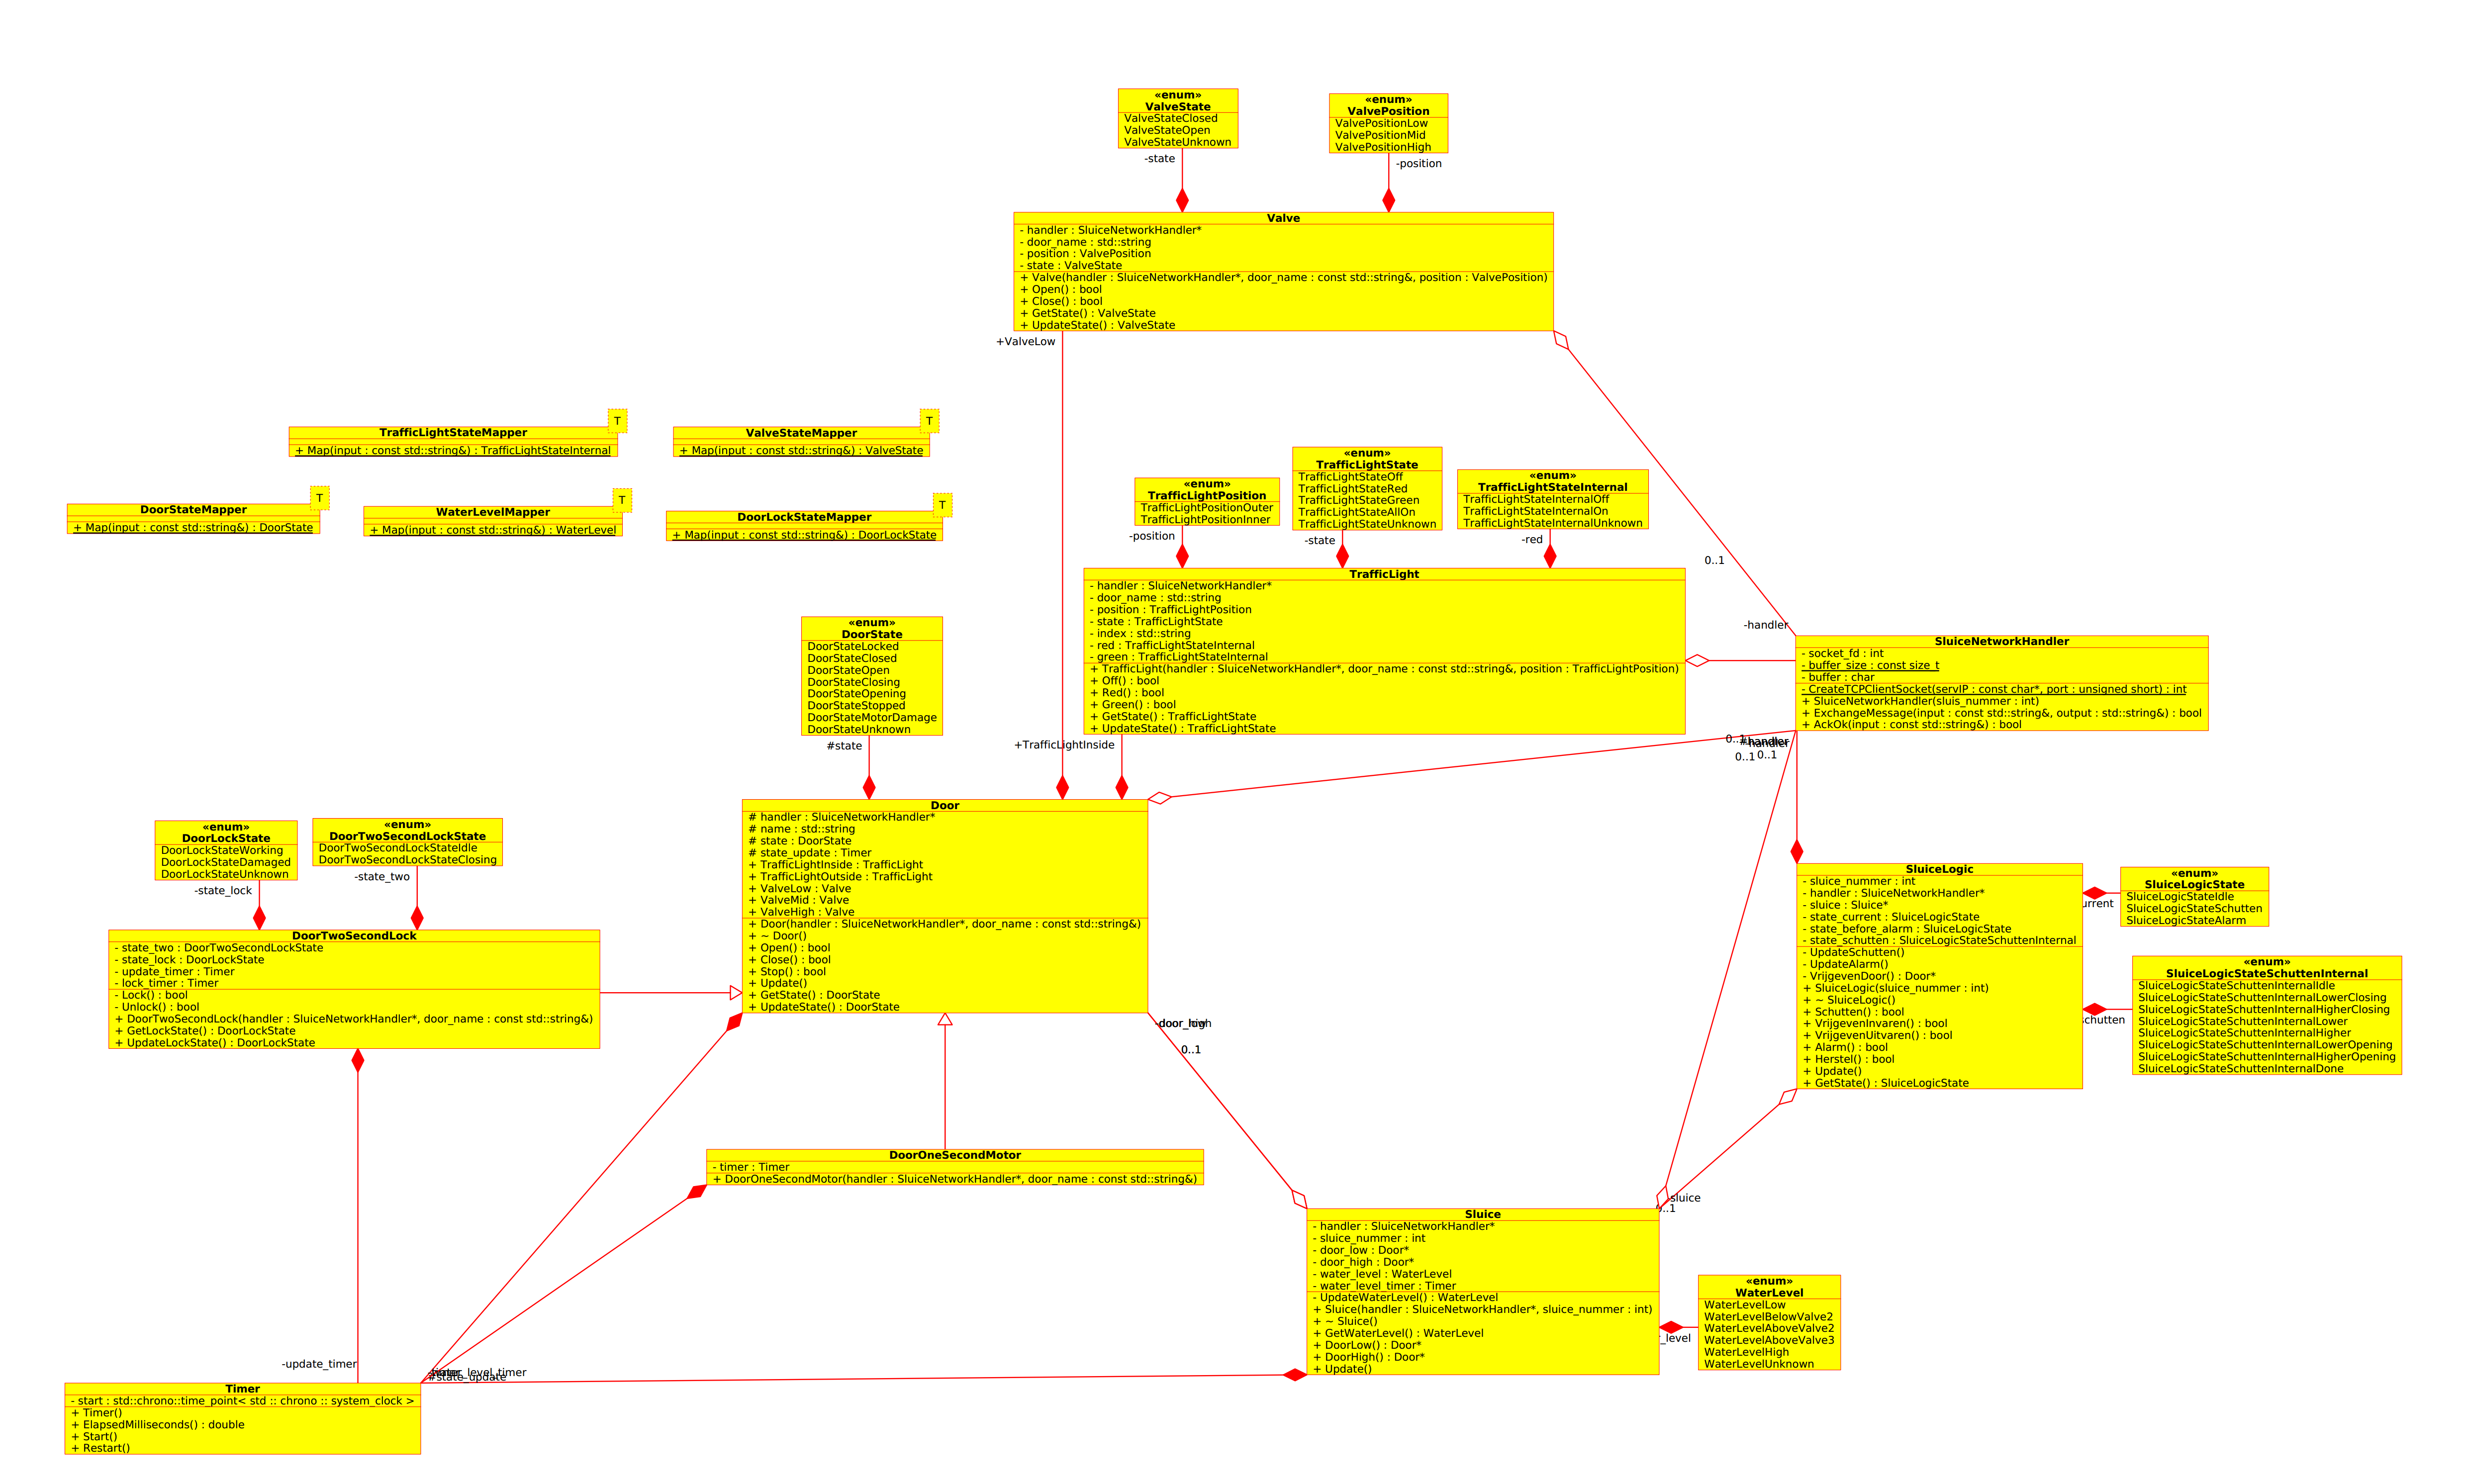 «enum»
ValveState
ValveStateClosed
ValveStateOpen
ValveStateUnknown
-state
«enum»
ValvePosition
ValvePositionLow
ValvePositionMid
ValvePositionHigh
-position
Valve
- handler : SluiceNetworkHandler*
- door_name : std::string
- position : ValvePosition
- state : ValveState
+ Valve(handler : SluiceNetworkHandler*, door_name : const std::string&, position : ValvePosition)
+ Open() : bool
+ Close() : bool
+ GetState() : ValveState
+ UpdateState() : ValveState
+ValveLow
T
TrafficLightStateMapper
+ Map(input : const std::string&) : TrafficLightStateInternal
T
ValveStateMapper
+ Map(input : const std::string&) : ValveState
T
DoorStateMapper
+ Map(input : const std::string&) : DoorState
T
WaterLevelMapper
+ Map(input : const std::string&) : WaterLevel
T
DoorLockStateMapper
+ Map(input : const std::string&) : DoorLockState
«enum»
TrafficLightPosition
TrafficLightPositionOuter
TrafficLightPositionInner
-position
«enum»
TrafficLightState
TrafficLightStateOff
TrafficLightStateRed
TrafficLightStateGreen
TrafficLightStateAllOn
TrafficLightStateUnknown
-state
«enum»
TrafficLightStateInternal
TrafficLightStateInternalOff
TrafficLightStateInternalOn
TrafficLightStateInternalUnknown
-red
0..1
-handler
TrafficLight
- handler : SluiceNetworkHandler*
- door_name : std::string
- position : TrafficLightPosition
- state : TrafficLightState
- index : std::string
- red : TrafficLightStateInternal
- green : TrafficLightStateInternal
+ TrafficLight(handler : SluiceNetworkHandler*, door_name : const std::string&, position : TrafficLightPosition)
+ Off() : bool
+ Red() : bool
+ Green() : bool
+ GetState() : TrafficLightState
+ UpdateState() : TrafficLightState
+TrafficLightInside
SluiceNetworkHandler
- socket_fd : int
- buffer_size : const size_t
- buffer : char
- CreateTCPClientSocket(servIP : const char*, port : unsigned short) : int
+ SluiceNetworkHandler(sluis_nummer : int)
+ ExchangeMessage(input : const std::string&, output : std::string&) : bool
+ AckOk(input : const std::string&) : bool
0..1
#handler
-handler
0..1
0..1
«enum»
DoorState
DoorStateLocked
DoorStateClosed
DoorStateOpen
DoorStateClosing
DoorStateOpening
DoorStateStopped
DoorStateMotorDamage
DoorStateUnknown
#state
Door
# handler : SluiceNetworkHandler*
# name : std::string
# state : DoorState
# state_update : Timer
+ TrafficLightInside : TrafficLight
+ TrafficLightOutside : TrafficLight
+ ValveLow : Valve
+ ValveMid : Valve
+ ValveHigh : Valve
+ Door(handler : SluiceNetworkHandler*, door_name : const std::string&)
+ ~ Door()
+ Open() : bool
+ Close() : bool
+ Stop() : bool
+ Update()
+ GetState() : DoorState
+ UpdateState() : DoorState
«enum»
DoorLockState
DoorLockStateWorking
DoorLockStateDamaged
DoorLockStateUnknown
-state_lock
«enum»
DoorTwoSecondLockState
DoorTwoSecondLockStateIdle
DoorTwoSecondLockStateClosing
-state_two
DoorTwoSecondLock
- state_two : DoorTwoSecondLockState
- state_lock : DoorLockState
- update_timer : Timer
- lock_timer : Timer
- Lock() : bool
- Unlock() : bool
+ DoorTwoSecondLock(handler : SluiceNetworkHandler*, door_name : const std::string&)
+ GetLockState() : DoorLockState
+ UpdateLockState() : DoorLockState
SluiceLogic
- sluice_nummer : int
- handler : SluiceNetworkHandler*
- sluice : Sluice*
- state_current : SluiceLogicState
- state_before_alarm : SluiceLogicState
- state_schutten : SluiceLogicStateSchuttenInternal
- UpdateSchutten()
- UpdateAlarm()
- VrijgevenDoor() : Door*
+ SluiceLogic(sluice_nummer : int)
+ ~ SluiceLogic()
+ Schutten() : bool
+ VrijgevenInvaren() : bool
+ VrijgevenUitvaren() : bool
+ Alarm() : bool
+ Herstel() : bool
+ Update()
+ GetState() : SluiceLogicState
«enum»
SluiceLogicState
SluiceLogicStateIdle
SluiceLogicStateSchutten
SluiceLogicStateAlarm
urrent
«enum»
SluiceLogicStateSchuttenInternal
SluiceLogicStateSchuttenInternalIdle
SluiceLogicStateSchuttenInternalLowerClosing
SluiceLogicStateSchuttenInternalHigherClosing
SluiceLogicStateSchuttenInternalLower
SluiceLogicStateSchuttenInternalHigher
SluiceLogicStateSchuttenInternalLowerOpening
SluiceLogicStateSchuttenInternalHigherOpening
SluiceLogicStateSchuttenInternalDone
chutten
-door_low
-door_high
0..1
DoorOneSecondMotor
- timer : Timer
+ DoorOneSecondMotor(handler : SluiceNetworkHandler*, door_name : const std::string&)
-sluice
..1
Sluice
- handler : SluiceNetworkHandler*
- sluice_nummer : int
- door_low : Door*
- door_high : Door*
- water_level : WaterLevel
- water_level_timer : Timer
- UpdateWaterLevel() : WaterLevel
+ Sluice(handler : SluiceNetworkHandler*, sluice_nummer : int)
+ ~ Sluice()
+ GetWaterLevel() : WaterLevel
+ DoorLow() : Door*
+ DoorHigh() : Door*
+ Update()
«enum»
WaterLevel
WaterLevelLow
WaterLevelBelowValve2
WaterLevelAboveValve2
WaterLevelAboveValve3
WaterLevelHigh
WaterLevelUnknown
_level
-update_timer
#state_update
Timer
- start : std::chrono::time_point< std :: chrono :: system_clock >
+ Timer()
+ ElapsedMilliseconds() : double
+ Start()
+ Restart()